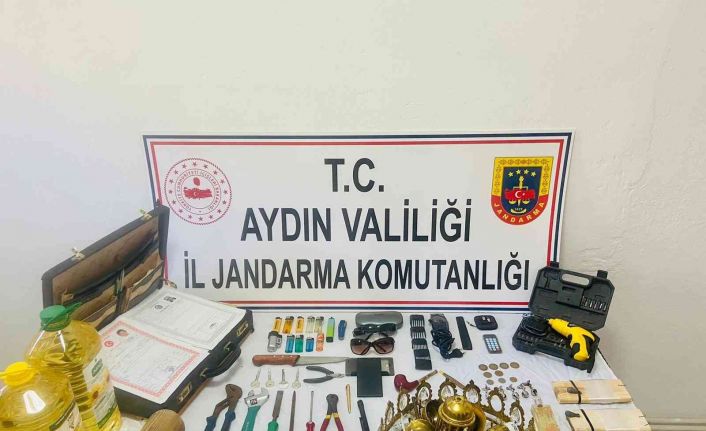 T.C.
AYDIN VALİLİĞİ
İL JANDARMA KOMUTANLIĞI
JANDARMA